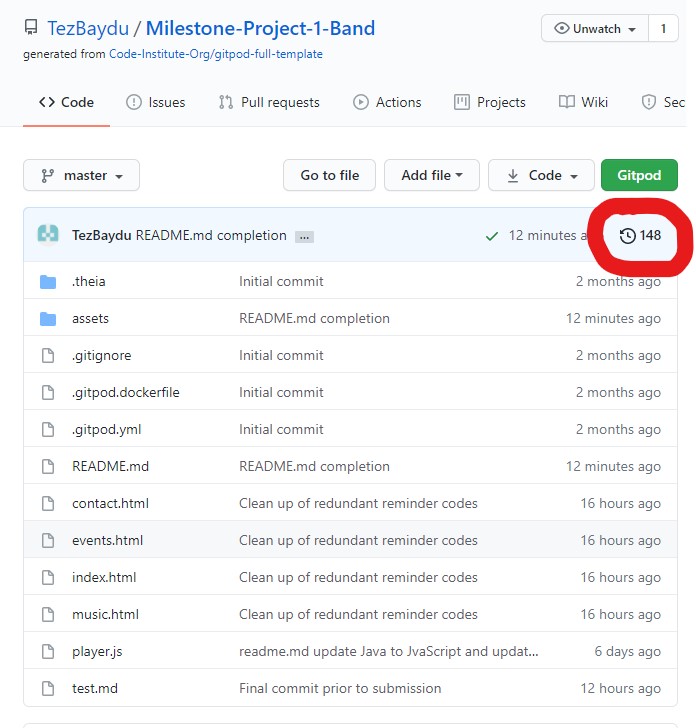 TezBaydu / Milestone-Project-1-Band
Unwatch 1
generated from Code-Institute-Org/gitpod-full-template
Code Issues Pull requests Actions Projects Wiki Sec
master Go to file Add file Code Gitpod
TezBaydu README.md completion ... 12 minutes a 148
.theia Initial commit 2 months ago
assets README.md completion 12 minutes ago
.gitignore Initial commit 2 months ago
.gitpod.dockerfile Initial commit 2 months ago
.gitpod.yml Initial commit 2 months ago
README.md README.md completion 12 minutes ago
contact.html Clean up of redundant reminder codes 16 hours ago
events.html Clean up of redundant reminder codes 16 hours ago
index.html Clean up of redundant reminder codes 16 hours ago
music.html Clean up of redundant reminder codes 16 hours ago
player.js readme.md update Java to JvaScript and updat... 6 days ago
test.md Final commit prior to submission 12 hours ago